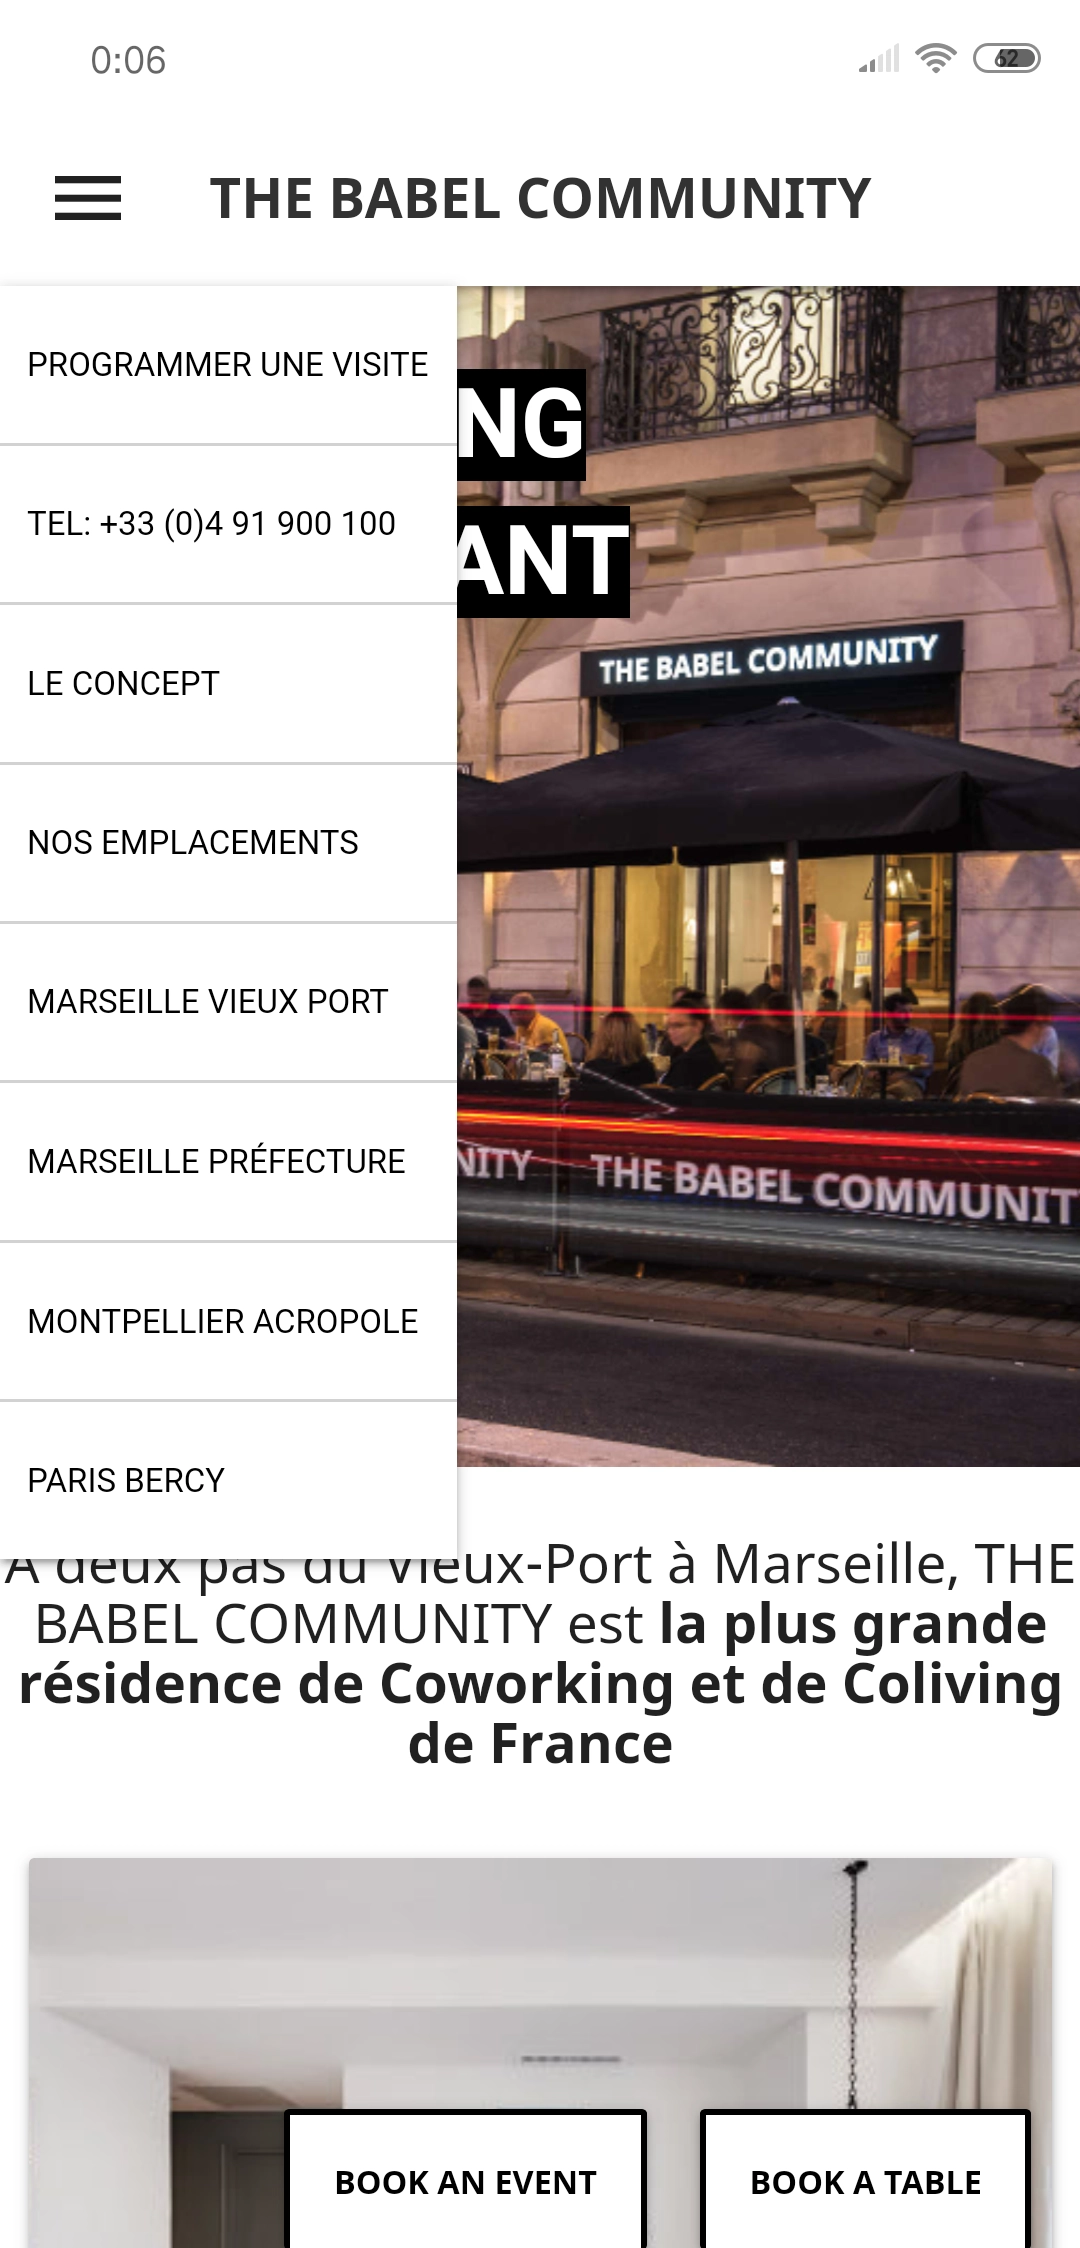 0:06
62
THE BABEL COMMUNITY
PROGRAMMER UNE VISITE
TEL: +33 (0)4 91 900 100
LE CONCEPT
NOS EMPLACEMENTS
MARSEILLE VIEUX PORT
MARSEILLE PRÉFECTURE
MONTPELLIER ACROPOLE
PARIS BERCY
NG
ANT
THE BABEL COMMUNITY
NITY THE BABEL COMMUNIT
A deux pas du Vieux-Port à Marseille, THE
BABEL COMMUNITY est la plus grande
résidence de Coworking et de Coliving
de France
BOOK AN EVENT
BOOK A TABLE